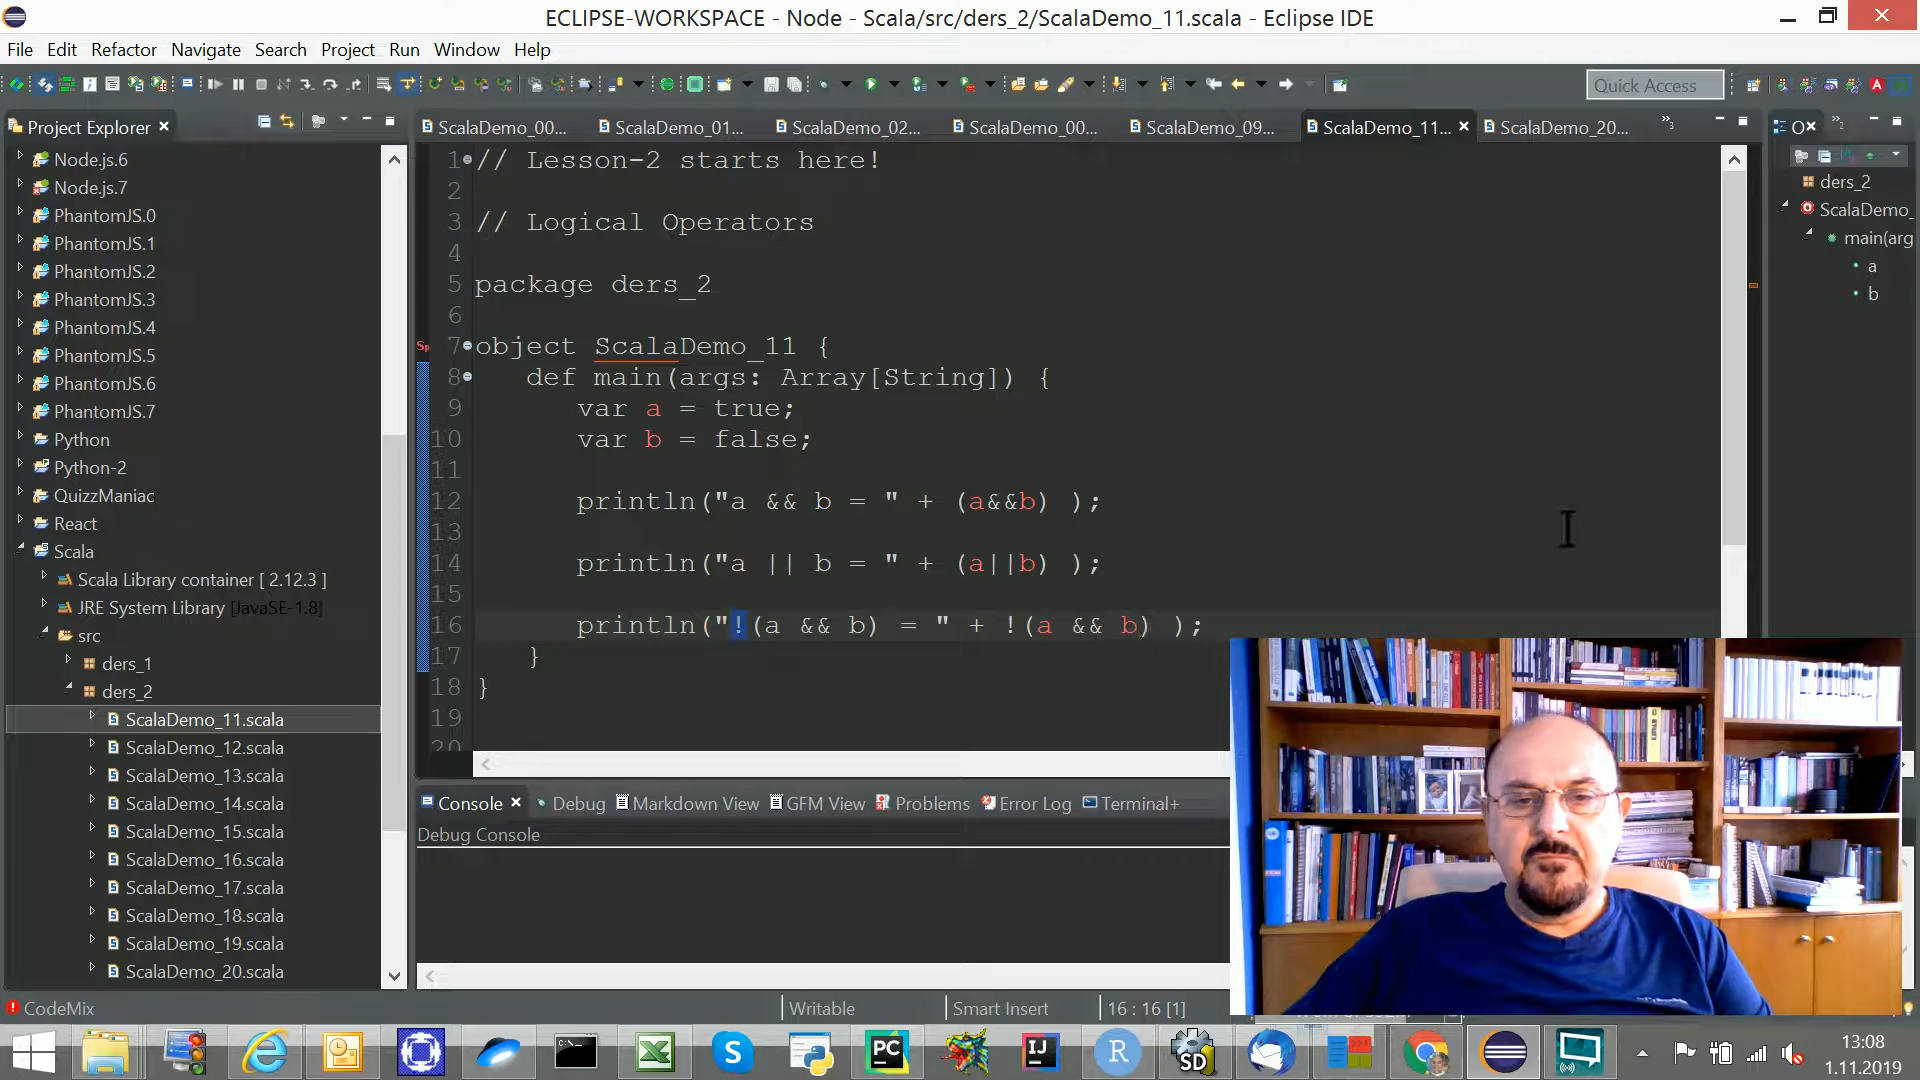 ECLIPSE-WORKSPACE - Node - Scala/src/ders_2/ScalaDemo_11.scala - Eclipse IDE
File Edit Refactor Navigate Search Project Run Window Help
Quick Access
Project Explorer
ScalaDemo_00... ScalaDemo_01... ScalaDemo_02... ScalaDemo_00... ScalaDemo_09... ScalaDemo_11... ScalaDemo_20...
Node.js.6
Node.js.7
PhantomJS.0
PhantomJS.1
PhantomJS.2
PhantomJS.3
PhantomJS.4
PhantomJS.5
PhantomJS.6
PhantomJS.7
Python
Python-2
QuizzManiac
React
Scala
Scala Library container [ 2.12.3 ]
JRE System Library [JavaSE-1.8]
src
ders_1
ders_2
ScalaDemo_11.scala
ScalaDemo_12.scala
ScalaDemo_13.scala
ScalaDemo_14.scala
ScalaDemo_15.scala
ScalaDemo_16.scala
ScalaDemo_17.scala
ScalaDemo_18.scala
ScalaDemo_19.scala
ScalaDemo_20.scala
1 // Lesson-2 starts here!
2
3 // Logical Operators
4
5 package ders_2
6
7 object ScalaDemo_11 {
8 def main(args: Array[String]) {
9 var a = true;
10 var b = false;
11
12 println("a && b = " + (a&&b) );
13
14 println("a || b = " + (a||b) );
15
16 println("!(a && b) = " + !(a && b) );
17 }
18 }
19
20
ders_2
ScalaDemo_
main(arg
a
b
Console Debug Markdown View GFM View Problems Error Log Terminal+
Debug Console
CodeMix
Writable
Smart Insert
16 : 16 [1]
13:08
1.11.2019